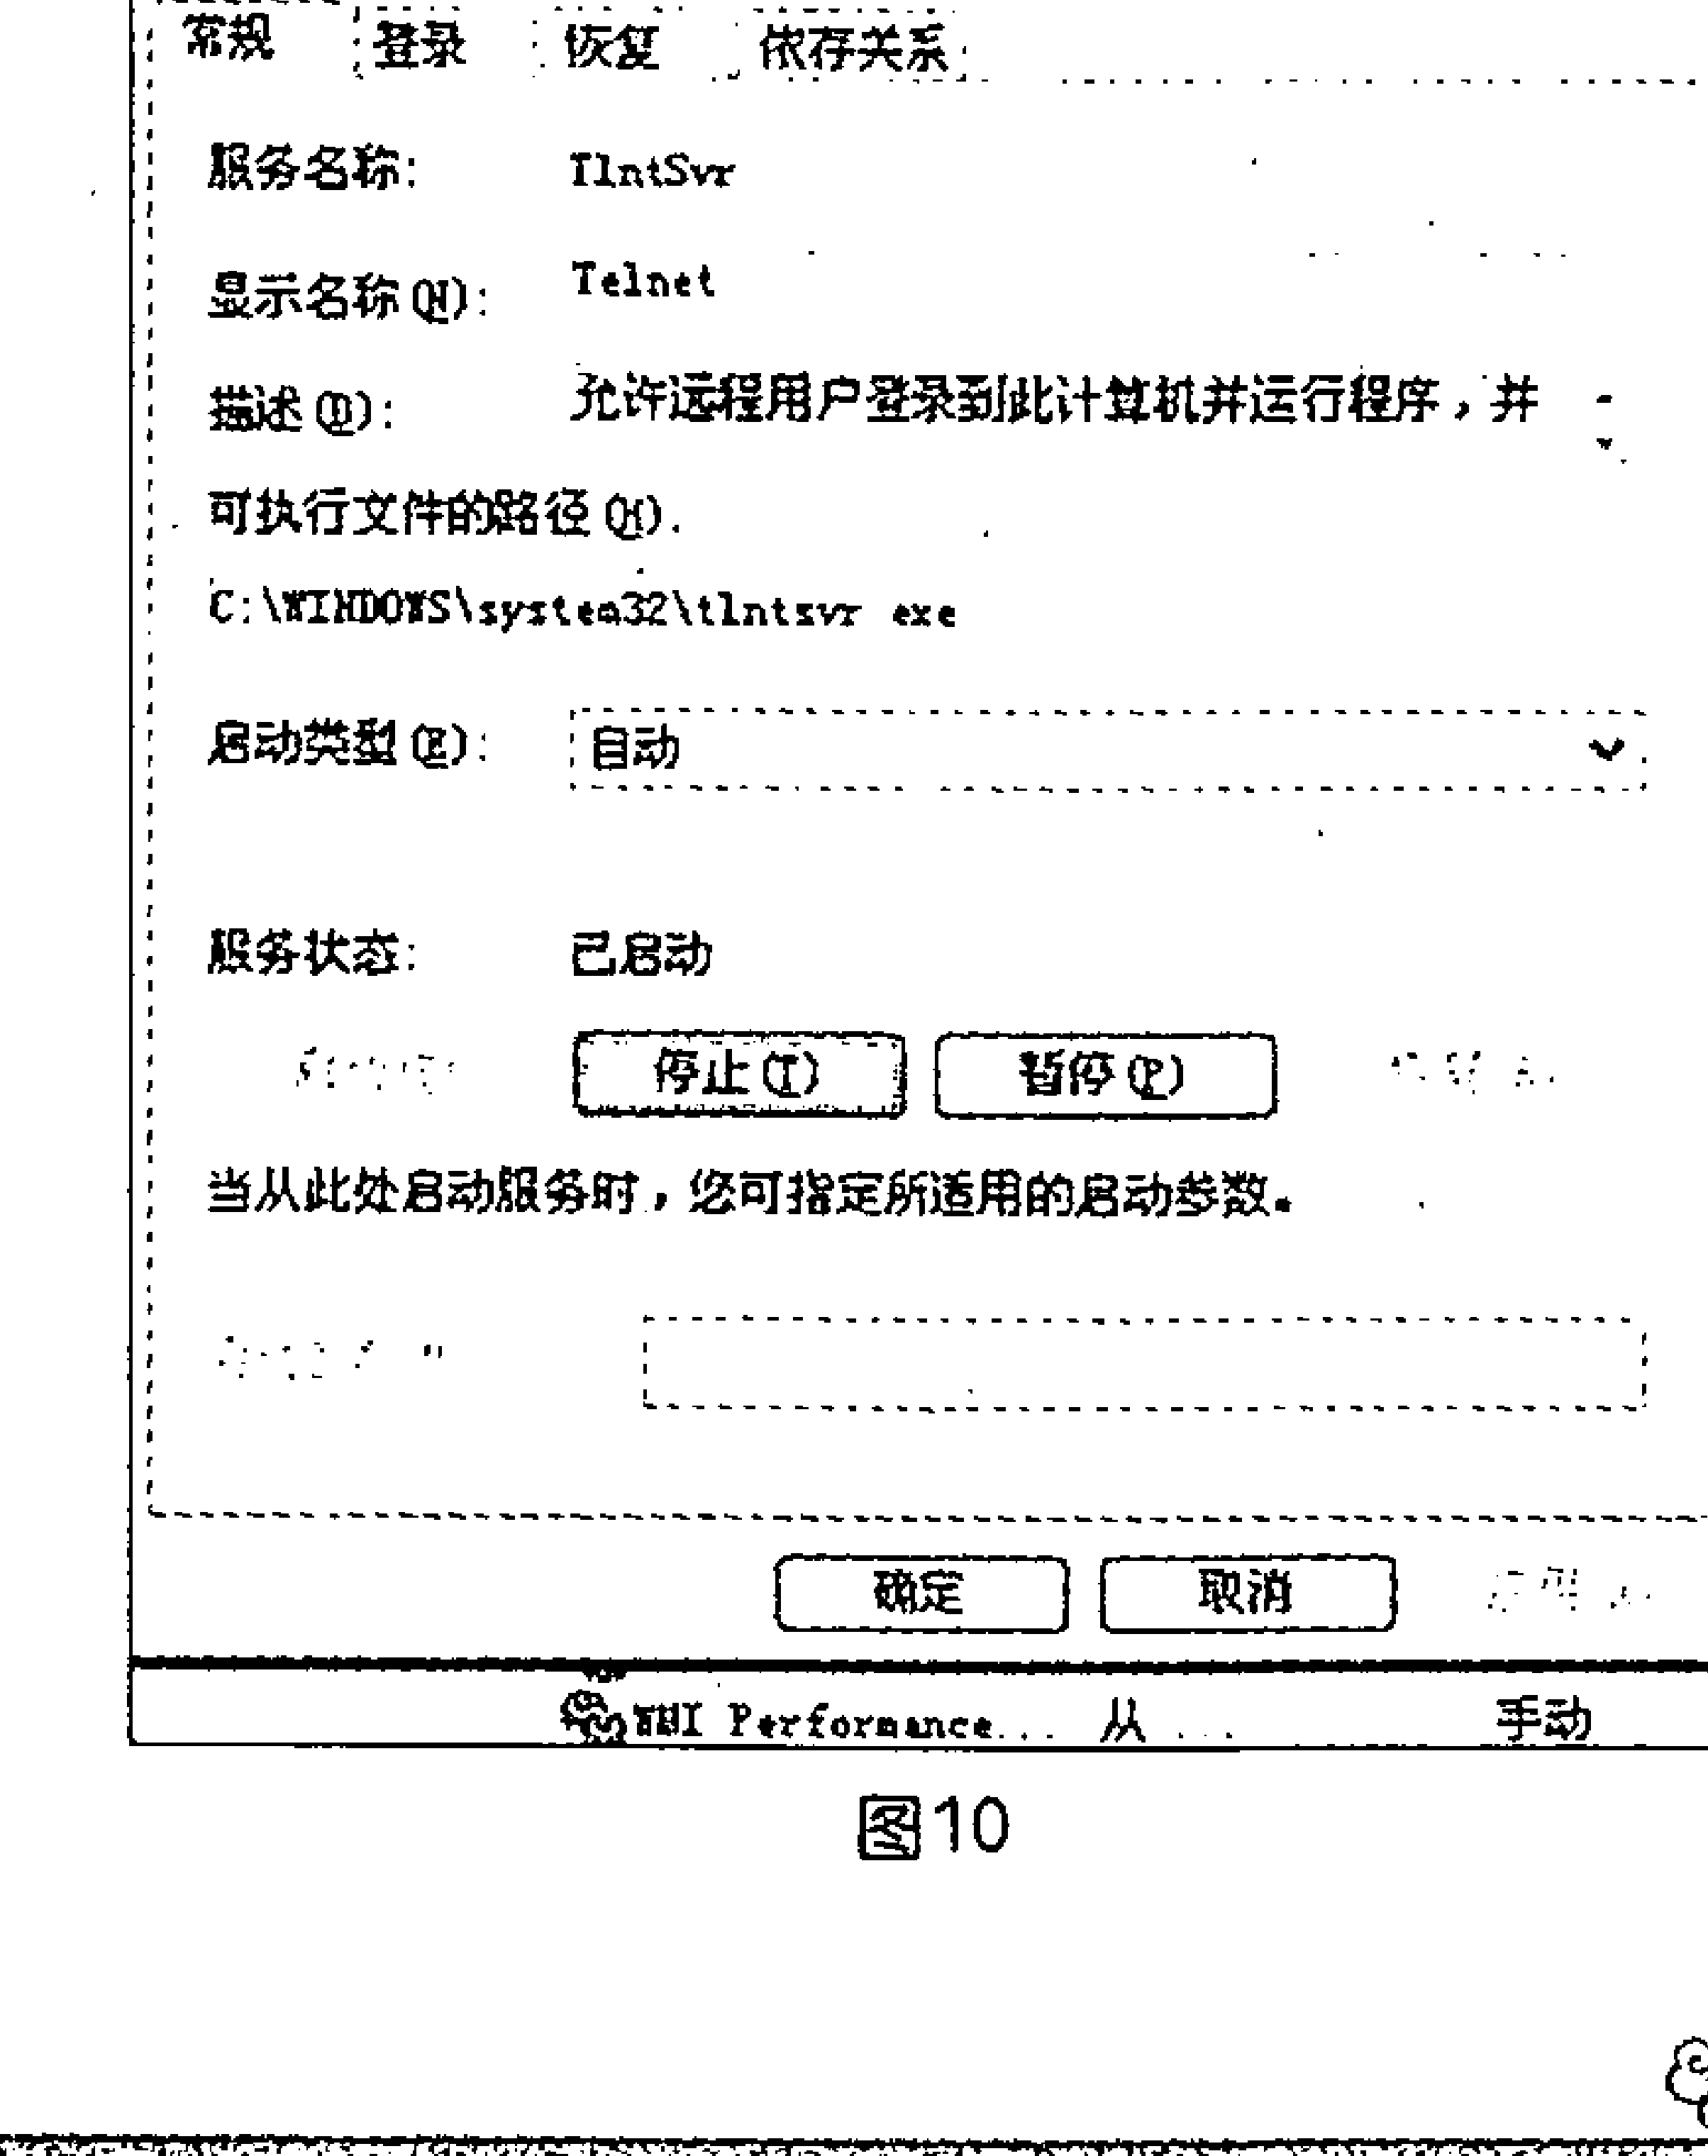 常规 登录 恢复 依存关系
服务名称: TlntSvr
显示名称(N): Telnet
描述(D): 允许远程用户登录到此计算机并运行程序，并
可执行文件的路径(H).
C:\WINDOWS\system32\tlntsvr exe
启动类型(E): 自动
服务状态: 已启动
停止(T) 暂停(P)
当从此处启动服务时，您可指定所适用的启动参数。
确定 取消
WMI Performance... 从 ... 手动
图10